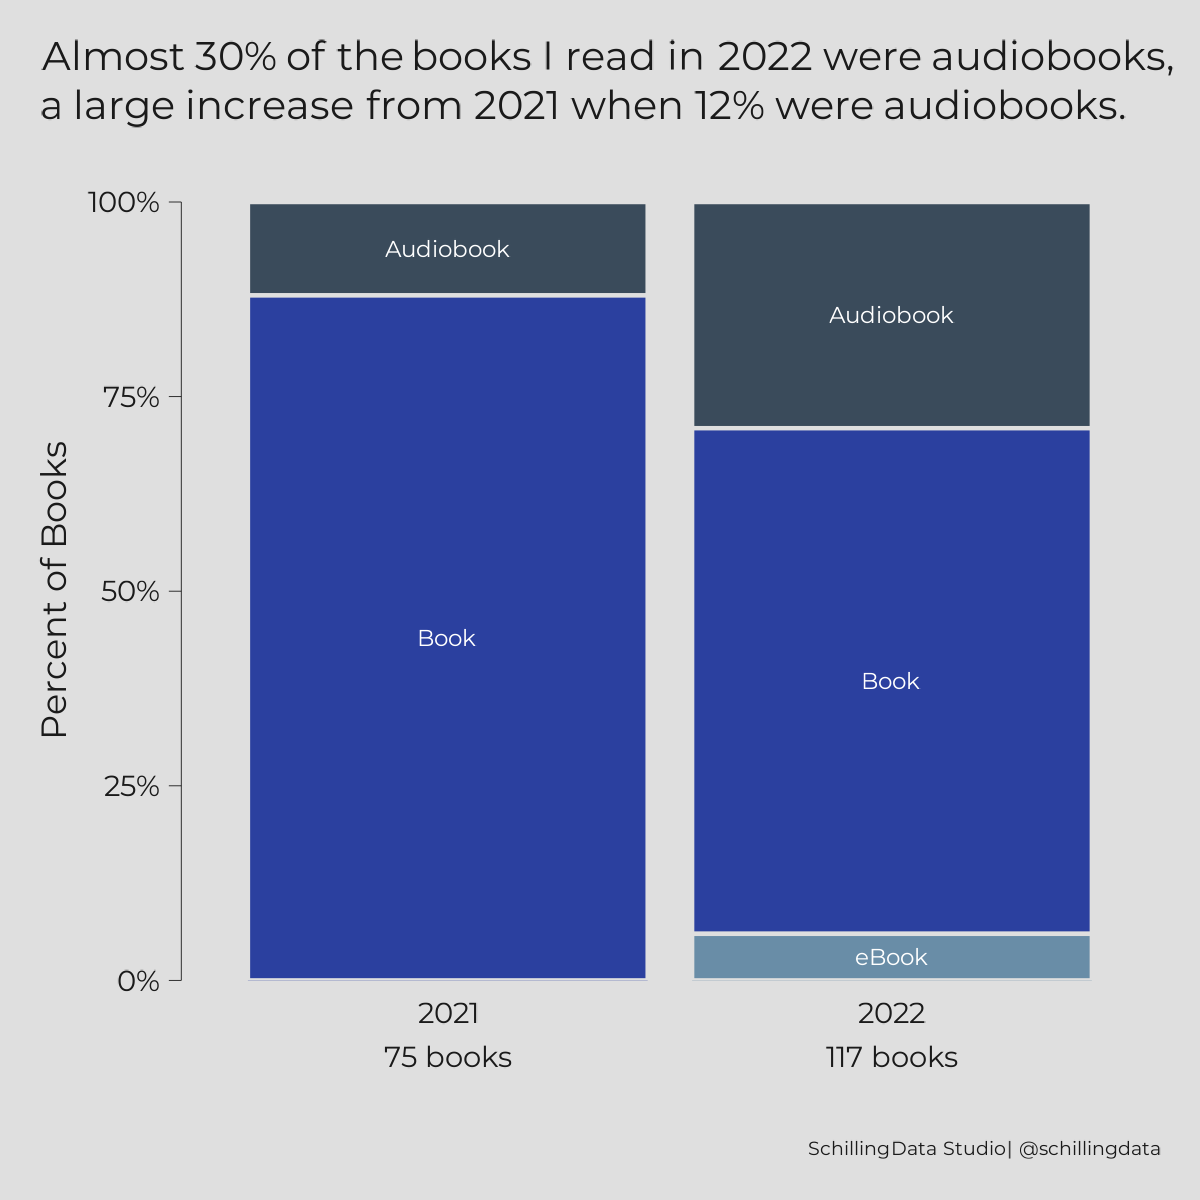 Almost 30% of the books I read in 2022 were audiobooks,
a large increase from 2021 when 12% were audiobooks.
100%
75%
50%
25%
0%
Percent of Books
Audiobook
Book
Audiobook
Book
eBook
2021
75 books
2022
117 books
SchillingData Studio| @schillingdata